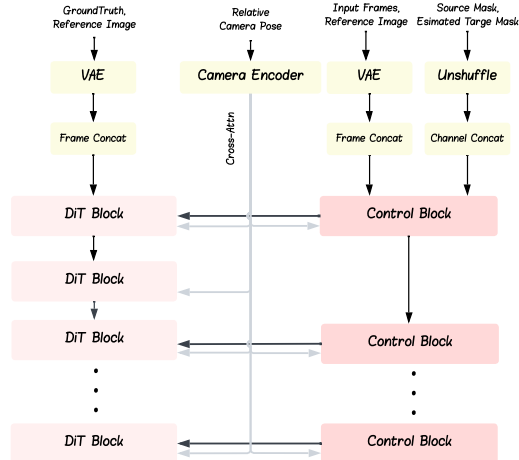 GroundTruth,
Reference Image
Relative
Camera Pose
Input Frames,
Reference Image
Source Mask,
Esimated Targe Mask
VAE
Camera Encoder
VAE
Unshuffle
Cross-Attn
Frame Concat
Frame Concat
Channel Concat
DiT Block
Control Block
DiT Block
DiT Block
Control Block
DiT Block
Control Block